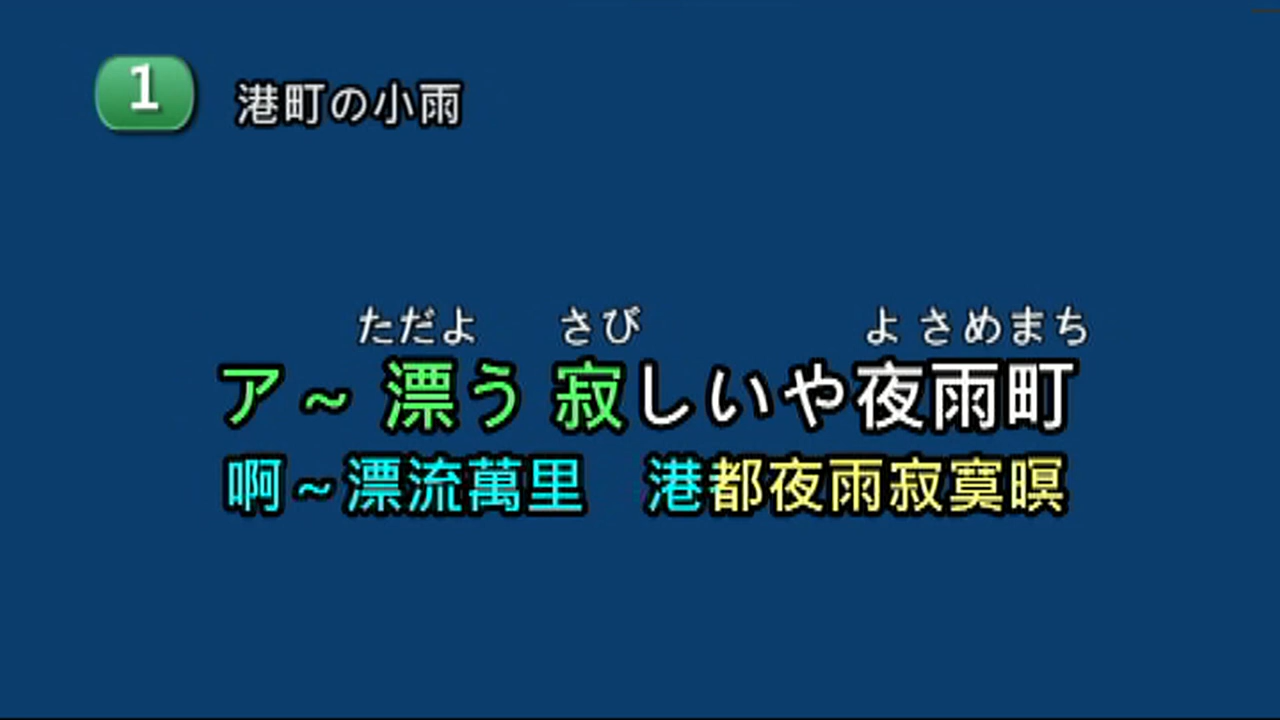 1 港町の小雨
ただよ さび よさめまち
ア～漂う 寂しいや夜雨町
啊～漂流萬里 港都夜雨寂寞暝